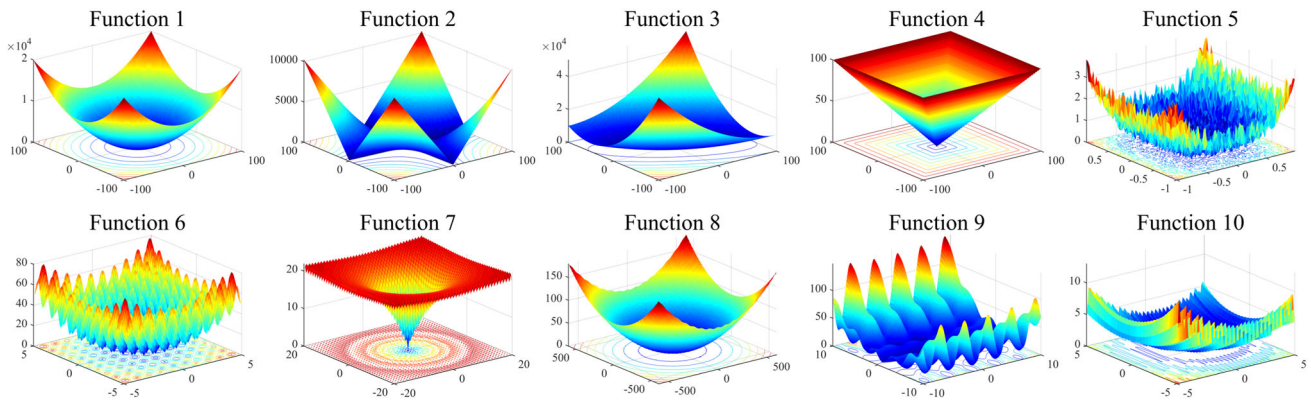 Function 1 Function 2 Function 3 Function 4 Function 5
×10⁴ ×10⁴
2 1 0 100 0 -100 -100 0 100
10000 5000 0 100 0 -100 -100 0 100
4 2 0 100 0 -100 -100 0 100
100 50 0 100 0 -100 -100 0 100
3 2 1 0 0.5 0 -0.5 -1 -1 -0.5 0 0.5
Function 6 Function 7 Function 8 Function 9 Function 10
80 60 40 20 0 5 0 -5 -5 0 5
20 10 0 20 0 -20 -20 0 20
150 100 50 0 500 0 -500 -500 0 500
100 50 0 10 0 -10 -10 0 10
10 5 0 5 0 -5 -5 0 5